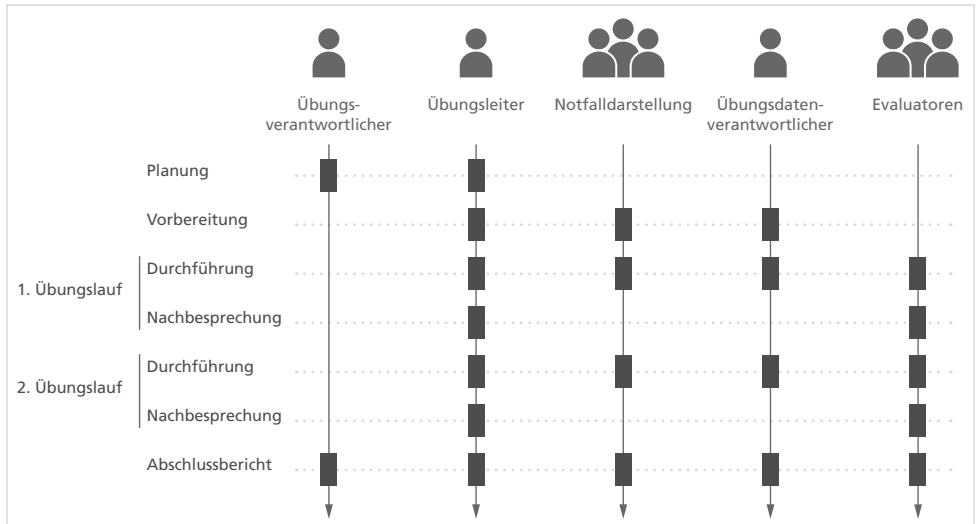 Übungs-
verantwortlicher
Übungsleiter
Notfalldarstellung
Übungsdaten-
verantwortlicher
Evaluatoren
Planung
Vorbereitung
1. Übungslauf
Durchführung
Nachbesprechung
2. Übungslauf
Durchführung
Nachbesprechung
Abschlussbericht